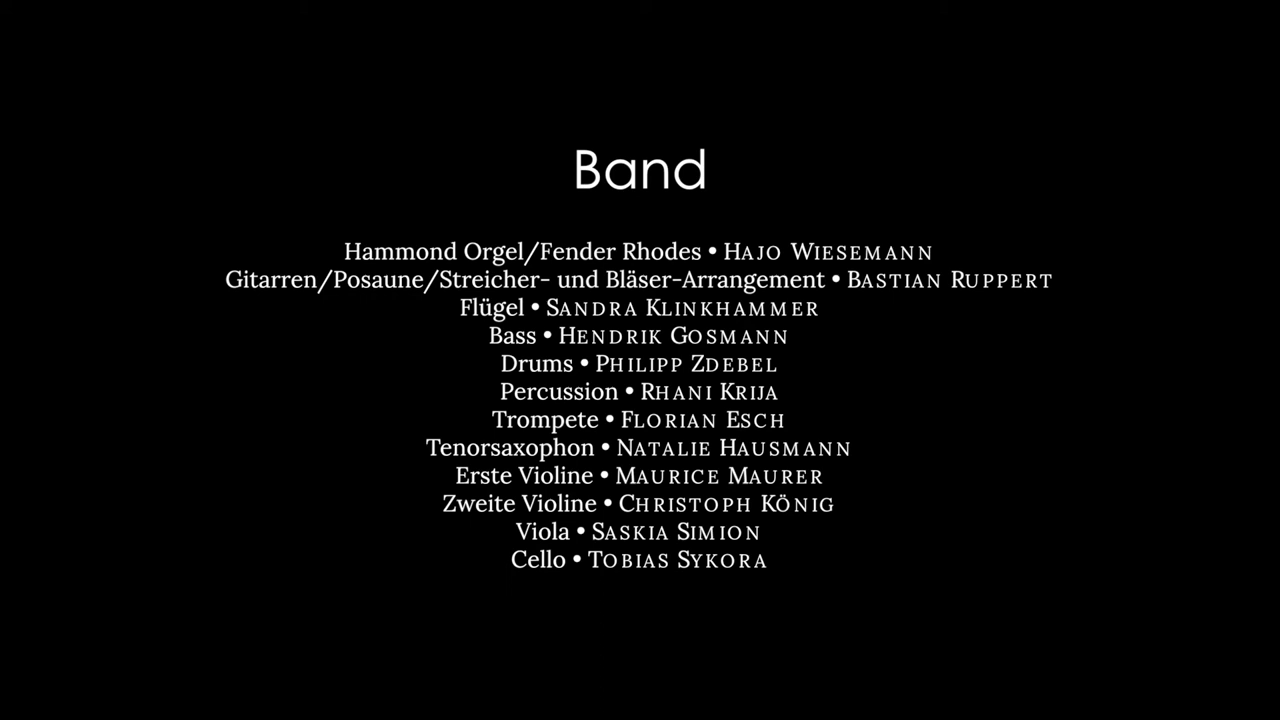 Band
Hammond Orgel/Fender Rhodes • HAJO WIESEMANN
Gitarren/Posaune/Streicher- und Bläser-Arrangement • BASTIAN RUPPERT
Flügel • SANDRA KLINKHAMMER
Bass • HENDRIK GOSMANN
Drums • PHILIPP ZDEBEL
Percussion • RHANI KRIJA
Trompete • FLORIAN ESCH
Tenorsaxophon • NATALIE HAUSMANN
Erste Violine • MAURICE MAURER
Zweite Violine • CHRISTOPH KÖNIG
Viola • SASKIA SIMION
Cello • TOBIAS SYKORA